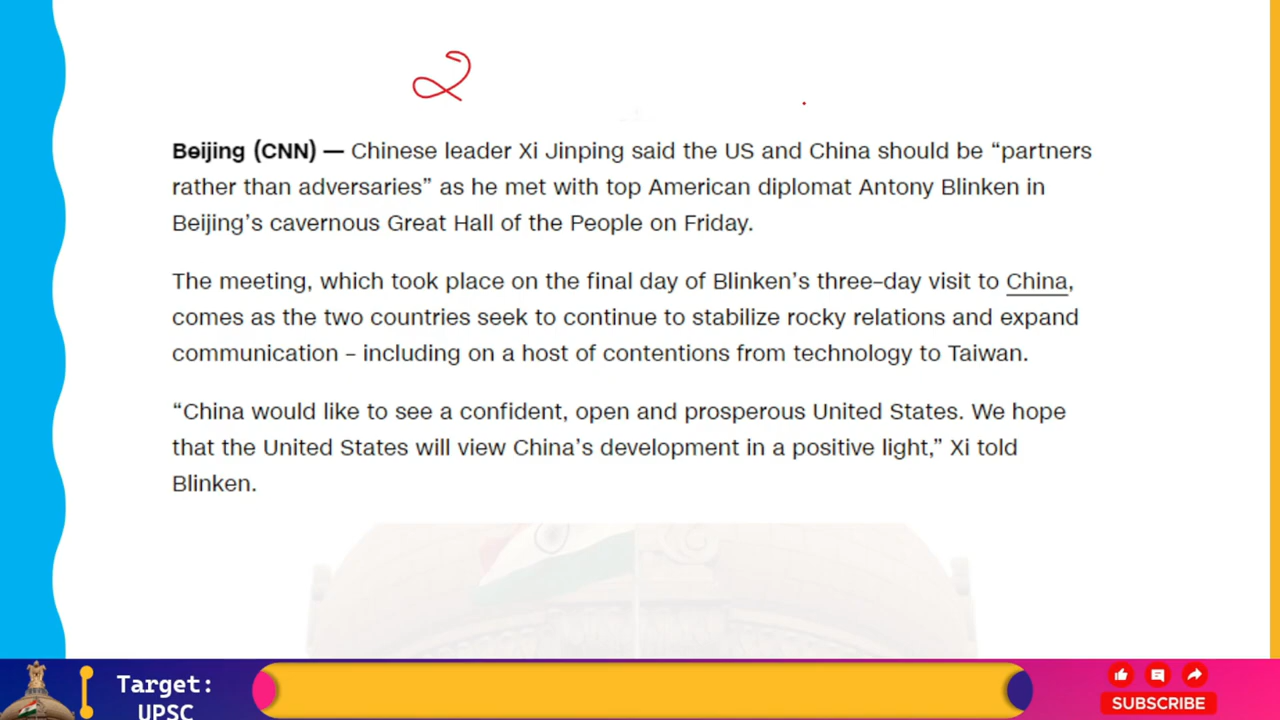 2
Beijing (CNN) — Chinese leader Xi Jinping said the US and China should be “partners
rather than adversaries” as he met with top American diplomat Antony Blinken in
Beijing’s cavernous Great Hall of the People on Friday.
The meeting, which took place on the final day of Blinken’s three-day visit to China,
comes as the two countries seek to continue to stabilize rocky relations and expand
communication – including on a host of contentions from technology to Taiwan.
“China would like to see a confident, open and prosperous United States. We hope
that the United States will view China’s development in a positive light,” Xi told
Blinken.
Target:
UPSC
SUBSCRIBE